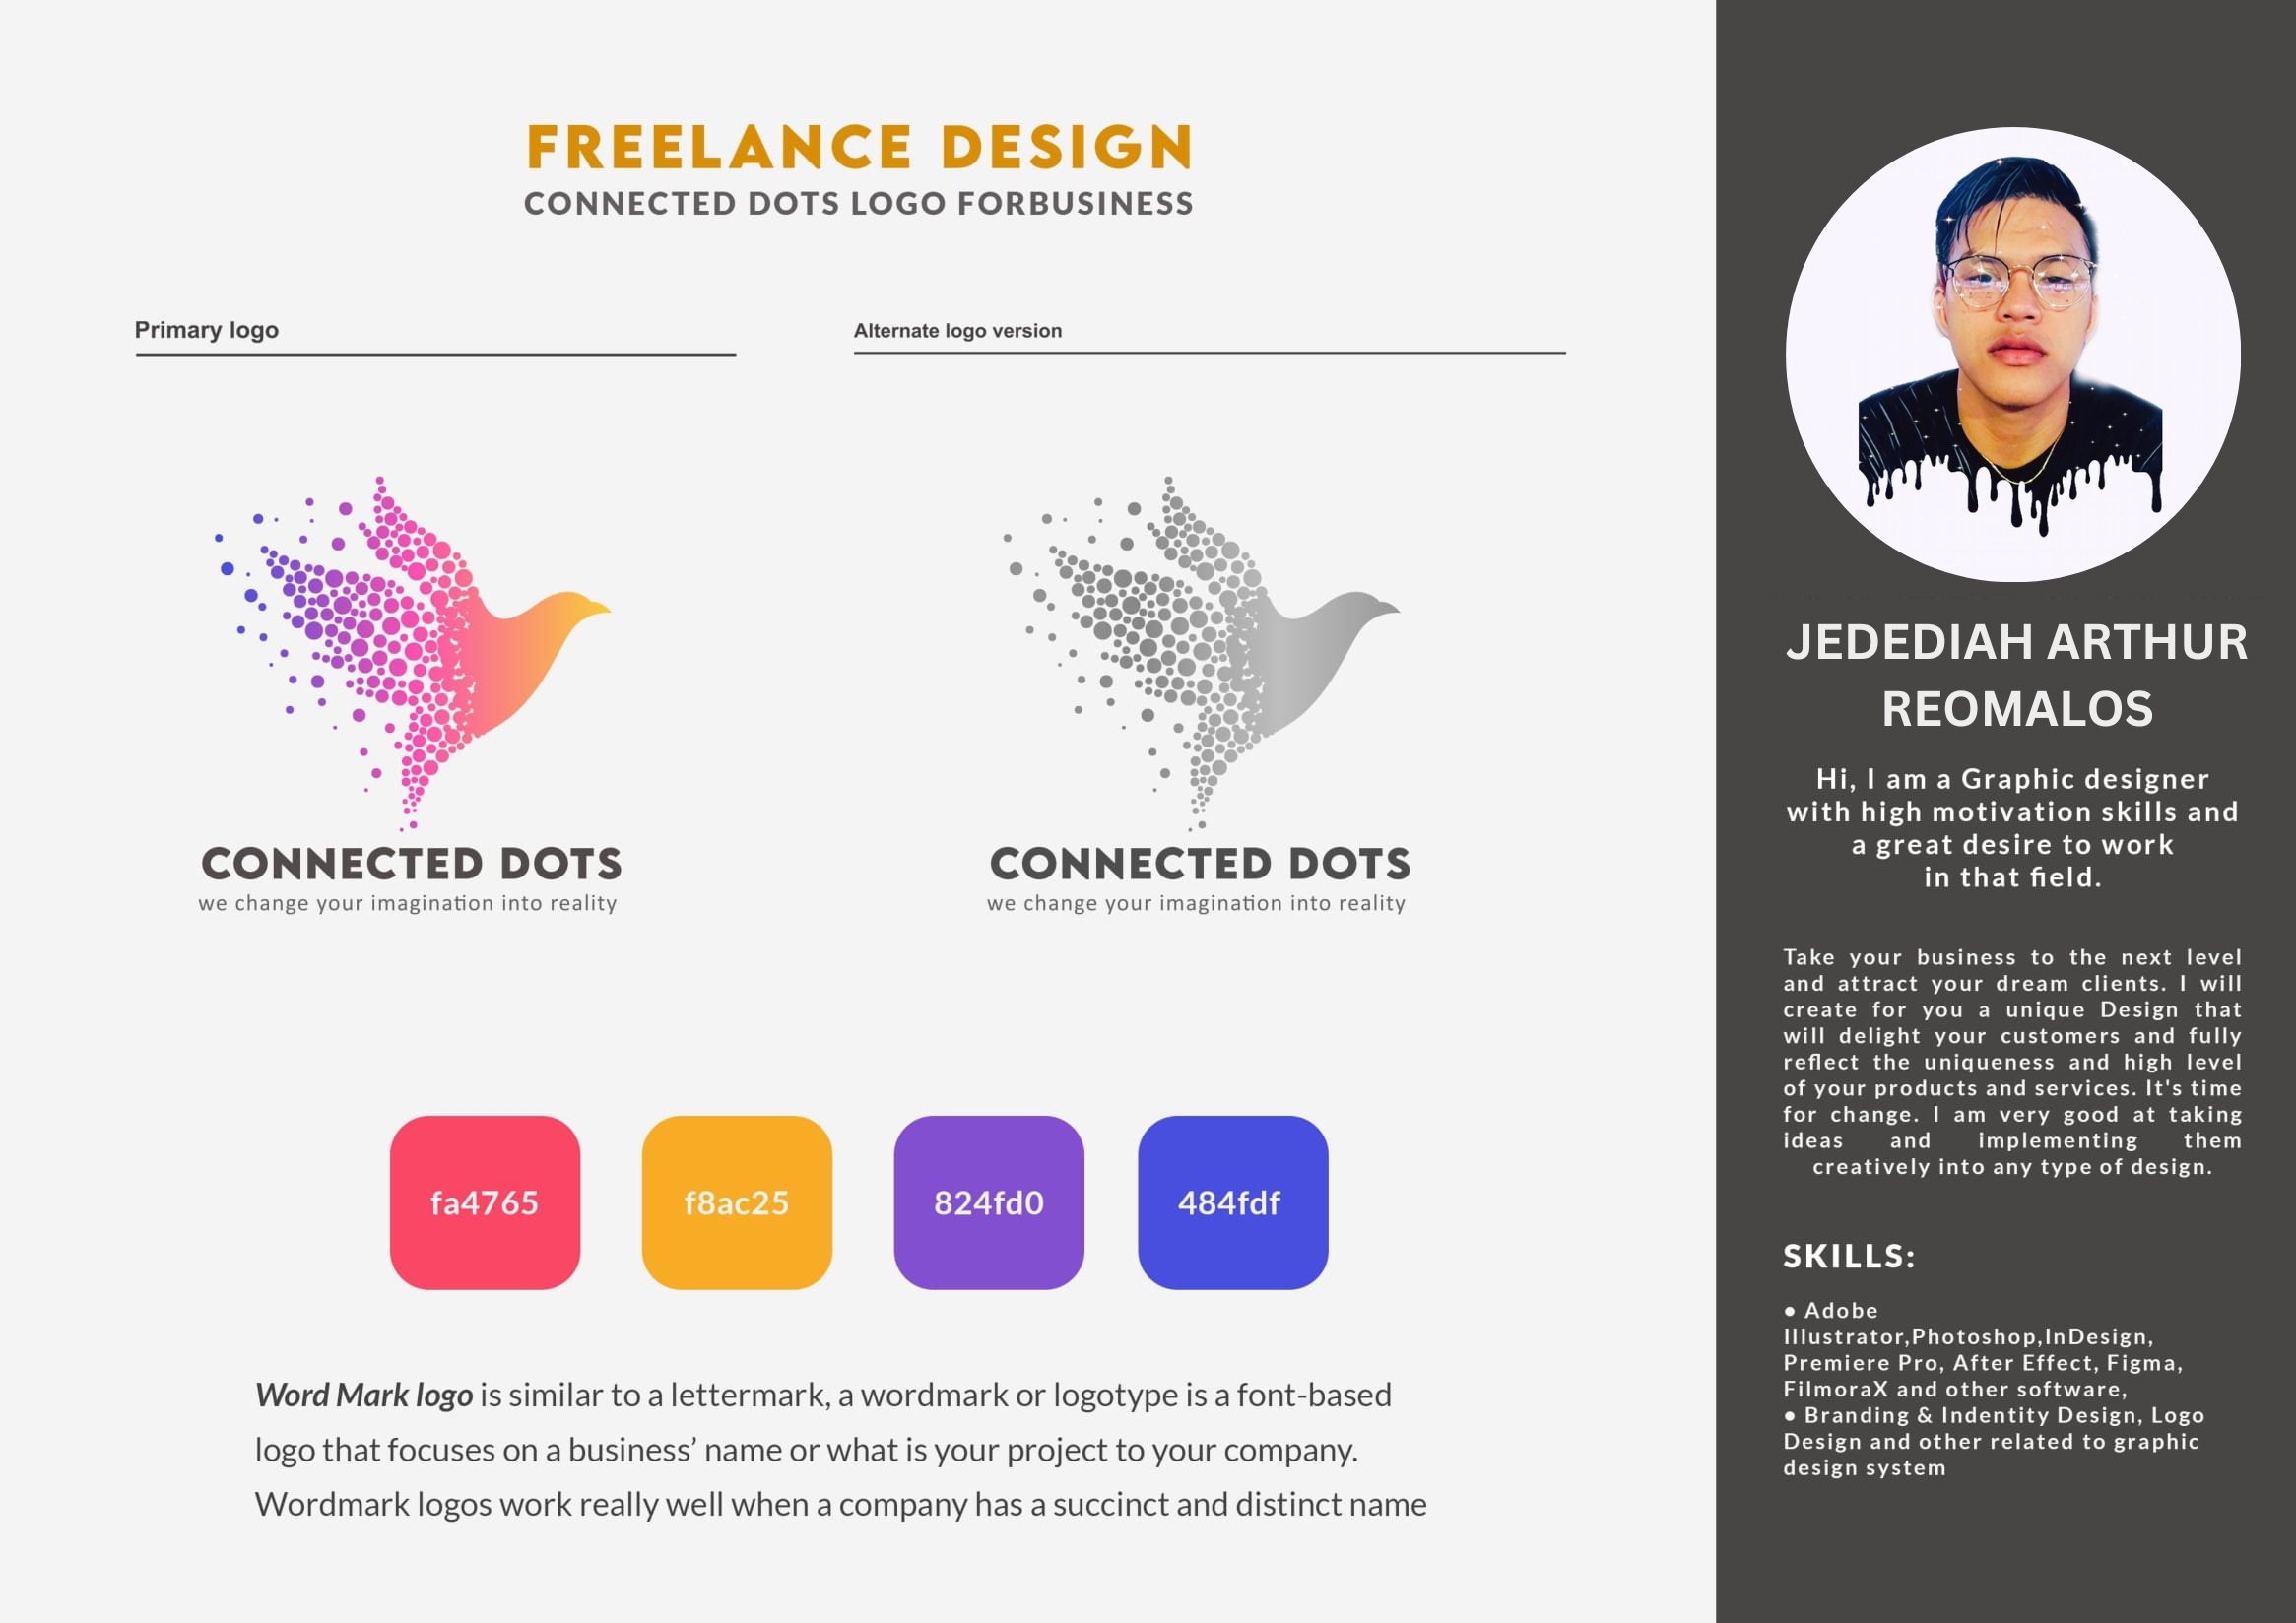 FREELANCE DESIGN
CONNECTED DOTS LOGO FORBUSINESS
Primary logo
Alternate logo version
CONNECTED DOTS
we change your imagination into reality
CONNECTED DOTS
we change your imagination into reality
fa4765
f8ac25
824fd0
484fdf
Word Mark logo is similar to a lettermark, a wordmark or logotype is a font-based
logo that focuses on a business’ name or what is your project to your company.
Wordmark logos work really well when a company has a succinct and distinct name
JEDEDIAH ARTHUR
REOMALOS
Hi, I am a Graphic designer
with high motivation skills and
a great desire to work
in that field.
Take your business to the next level
and attract your dream clients. I will
create for you a unique Design that
will delight your customers and fully
reflect the uniqueness and high level
of your products and services. It's time
for change. I am very good at taking
ideas and implementing them
creatively into any type of design.
SKILLS:
● Adobe
Illustrator,Photoshop,InDesign,
Premiere Pro, After Effect, Figma,
FilmoraX and other software,
● Branding & Indentity Design, Logo
Design and other related to graphic
design system